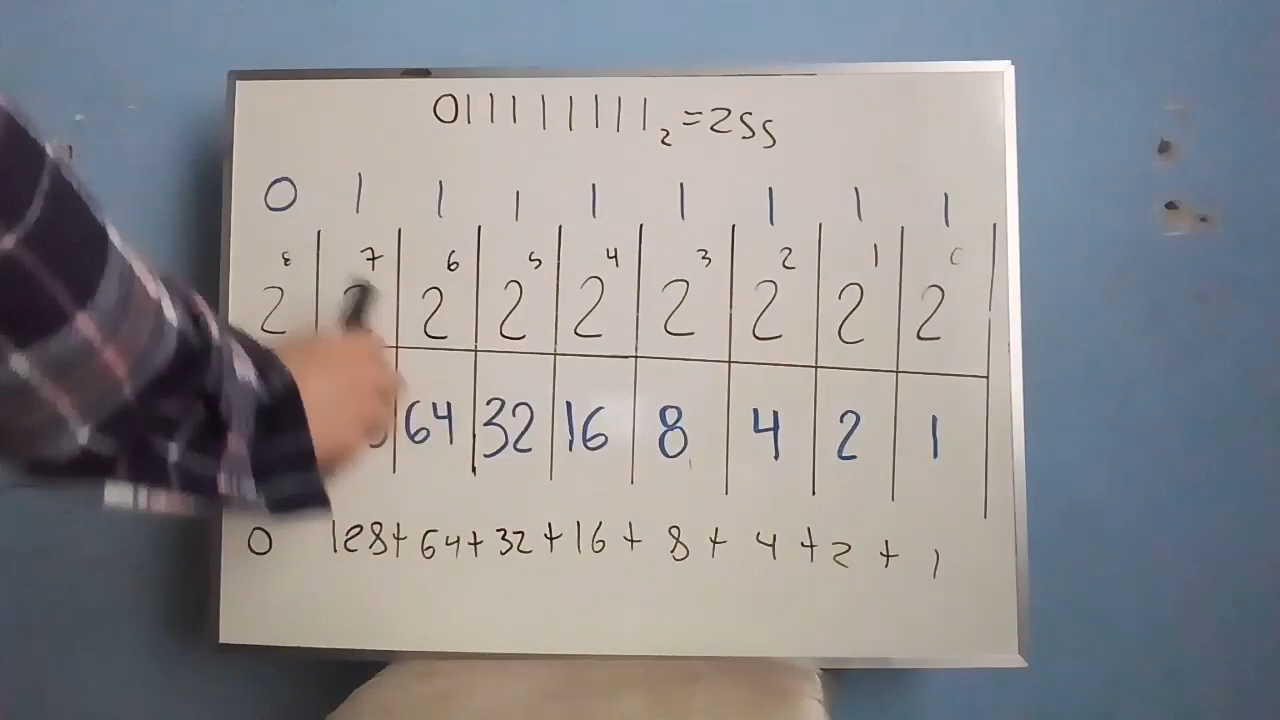 011111111₂=255
0 1 1 1 1 1 1 1 1
2⁸ 2⁷ 2⁶ 2⁵ 2⁴ 2³ 2² 2¹ 2⁰
64 32 16 8 4 2 1
0 128+64+32+16+8+4+2+1